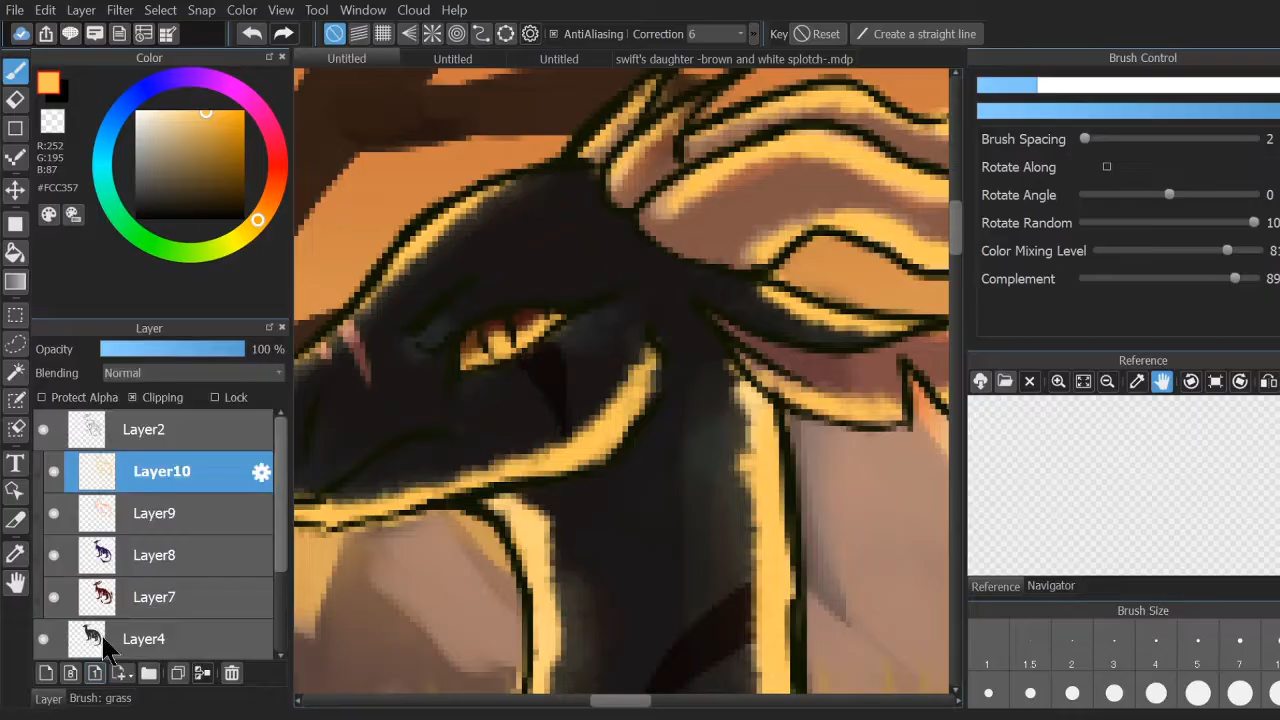 File Edit Layer Filter Select Snap Color View Tool Window Cloud Help
AntiAliasing Correction 6 Key Reset Create a straight line
Color
Untitled Untitled Untitled swift's daughter -brown and white splotch-.mdp
Brush Control
R:252
G:195
B:87
#FCC357
Brush Spacing 2
Rotate Along
Rotate Angle 0
Rotate Random 10
Color Mixing Level
Complement 89
Layer
Opacity 100 %
Blending Normal
Protect Alpha Clipping Lock
Layer2
Layer10
Layer9
Layer8
Layer7
Layer4
8 1
Layer Brush: grass
Reference
Reference Navigator
Brush Size
1 1.5 2 3 4 5 7